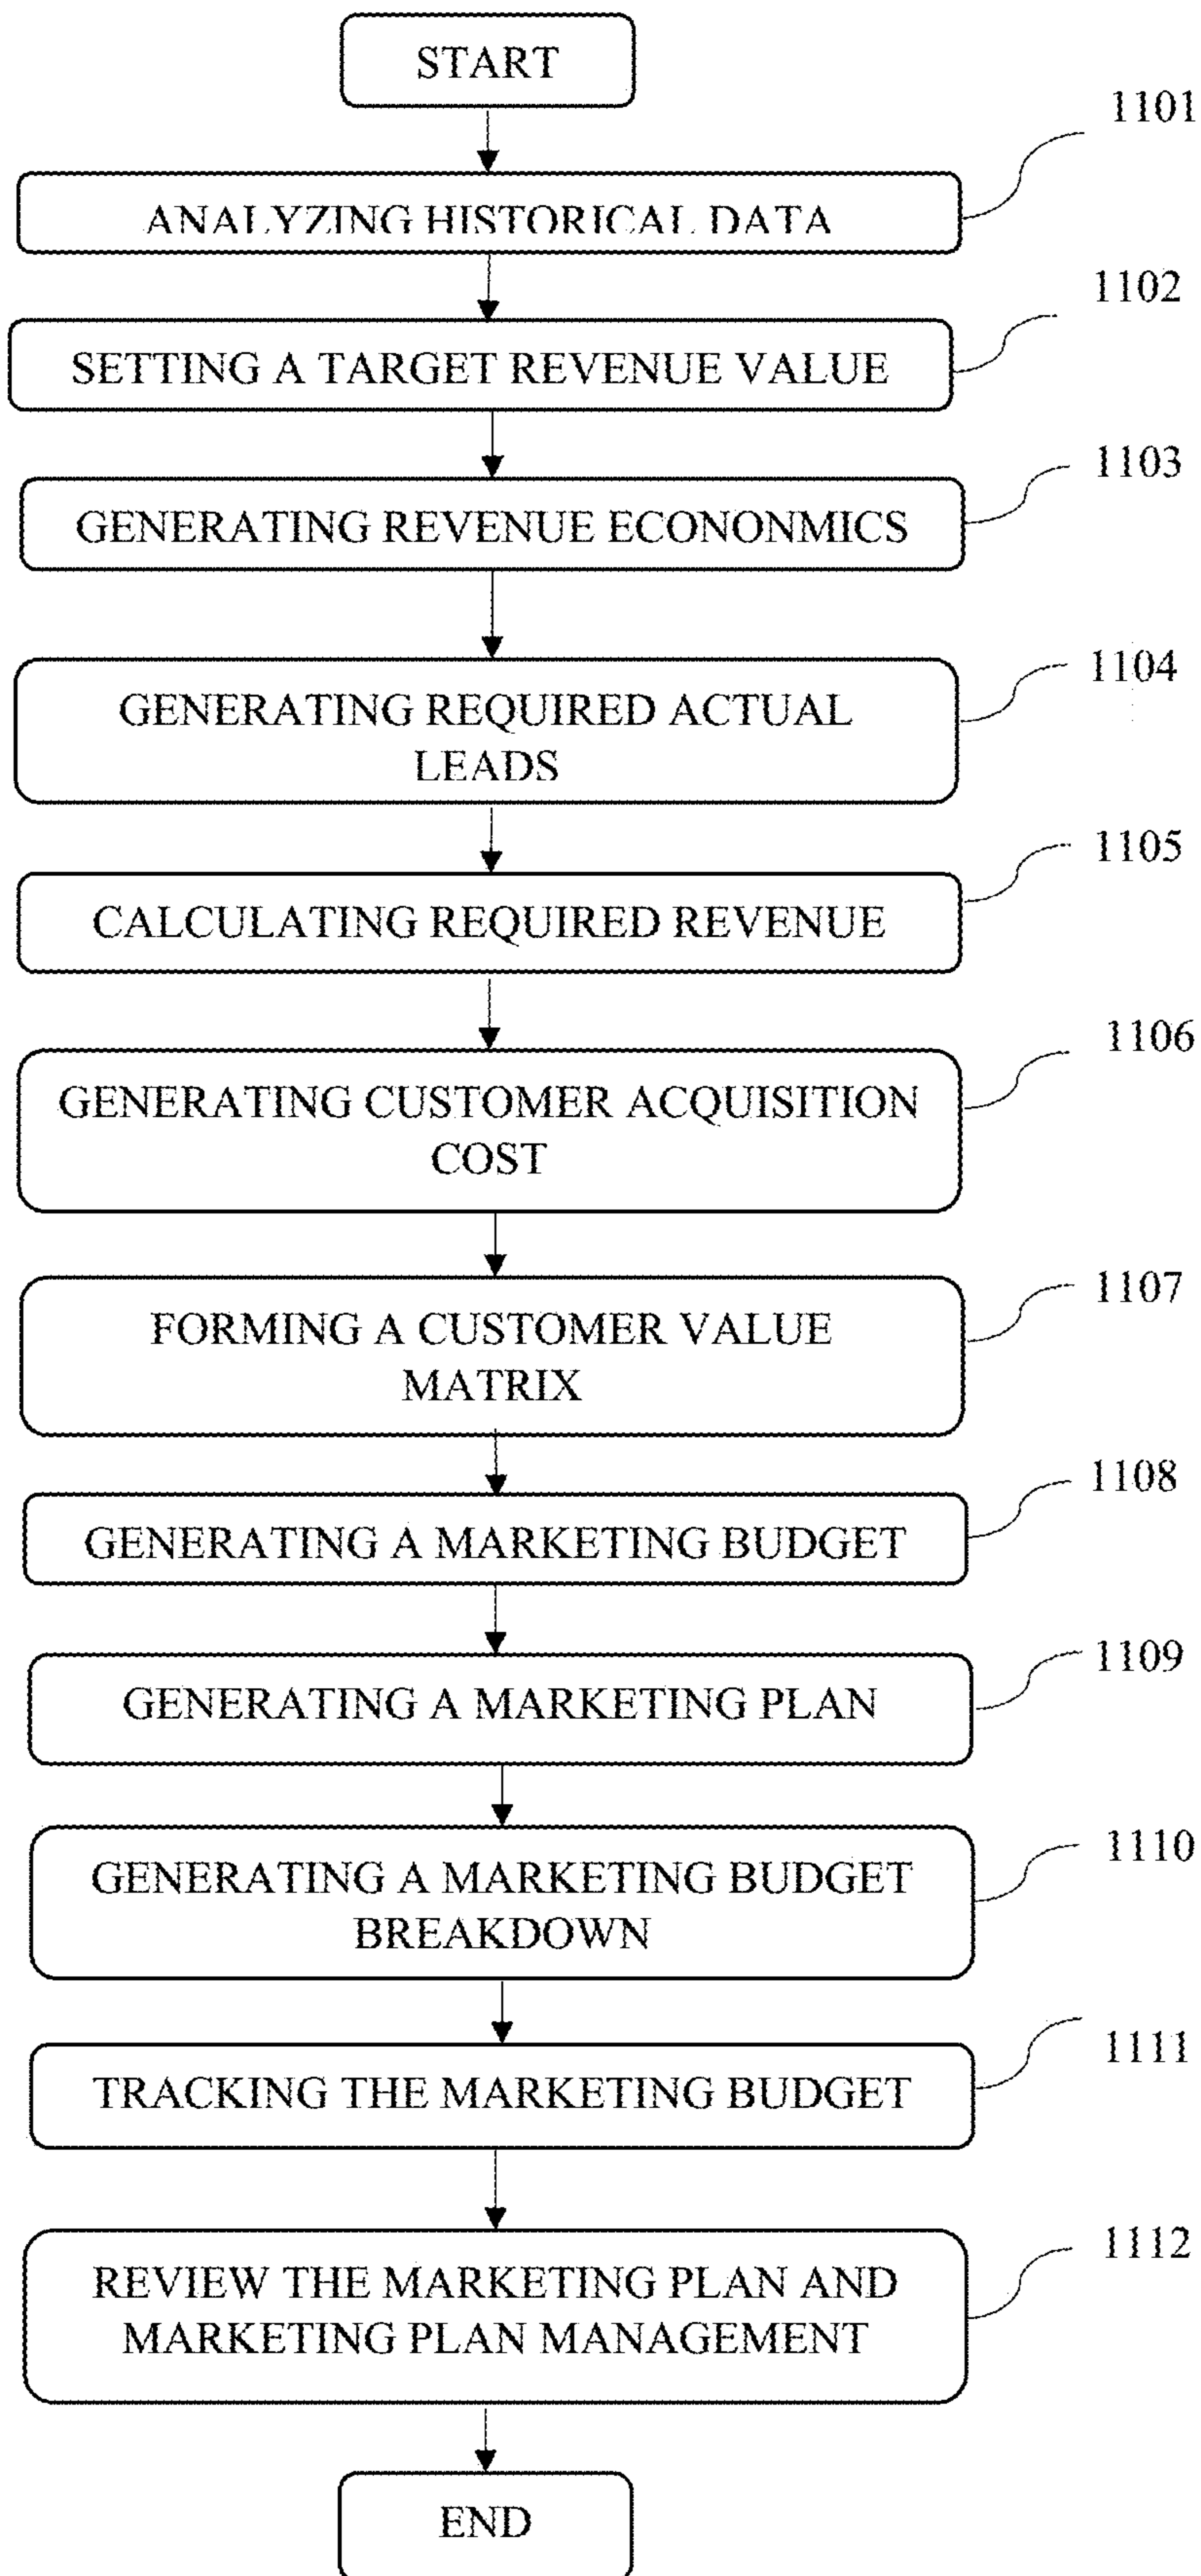 START
1101
ANALYZING HISTORICAL DATA
1102
SETTING A TARGET REVENUE VALUE
1103
GENERATING REVENUE ECONONMICS
1104
GENERATING REQUIRED ACTUAL
LEADS
1105
CALCULATING REQUIRED REVENUE
1106
GENERATING CUSTOMER ACQUISITION
COST
1107
FORMING A CUSTOMER VALUE
MATRIX
1108
GENERATING A MARKETING BUDGET
1109
GENERATING A MARKETING PLAN
1110
GENERATING A MARKETING BUDGET
BREAKDOWN
1111
TRACKING THE MARKETING BUDGET
1112
REVIEW THE MARKETING PLAN AND
MARKETING PLAN MANAGEMENT
END